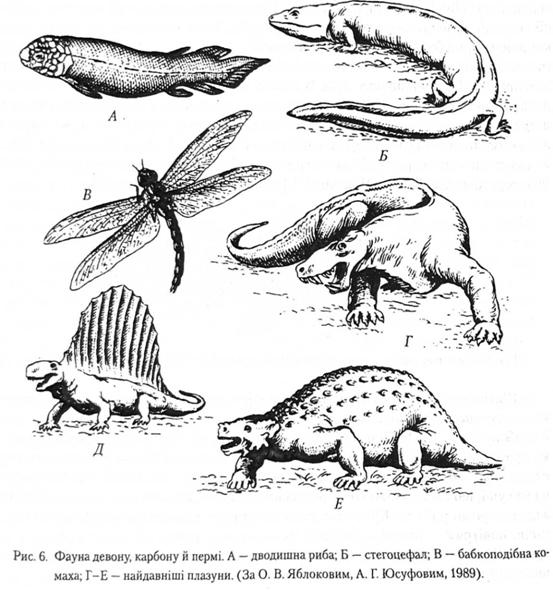 А
Б
В
Г
Д
Е
Рис. 6. Фауна девону, карбону й пермі. А – дводишна риба; Б – стегоцефал; В – бабкоподібна ко-
маха; Г–Е – найдавніші плазуни. (За О. В. Яблоковим, А. Г. Юсуфовим, 1989).